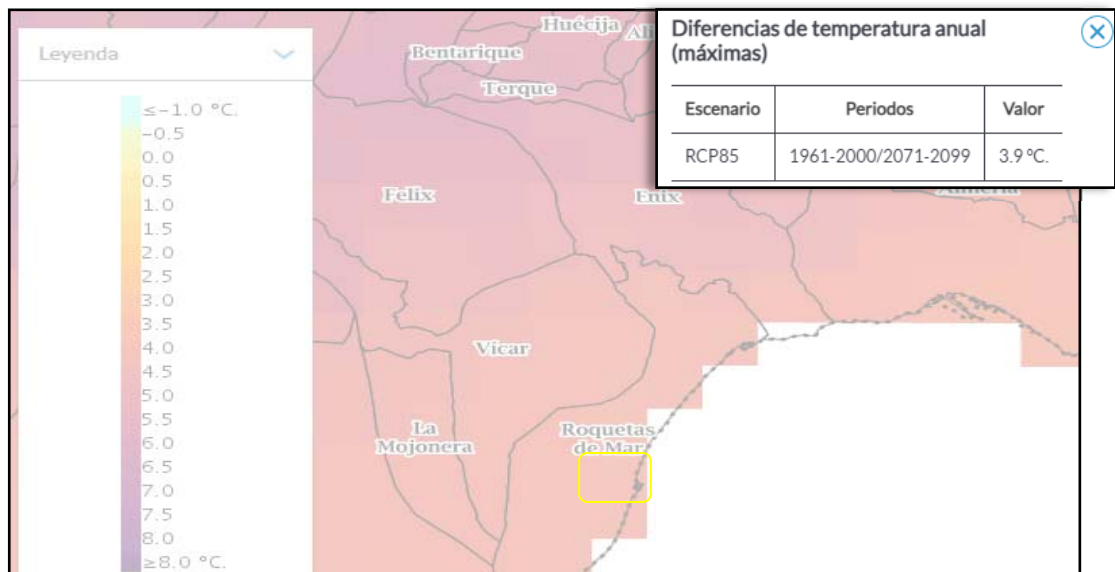 Leyenda
≤-1.0 °C.
-0.5
0.0
0.5
1.0
1.5
2.0
2.5
3.0
3.5
4.0
4.5
5.0
5.5
6.0
6.5
7.0
7.5
8.0
≥8.0 °C.
Huécija
Bentarique
Terque
Felix
Enix
Almería
Vícar
La
Mojonera
Roquetas
de Mar
Diferencias de temperatura anual
(máximas)
Escenario Periodos Valor
RCP85 1961-2000/2071-2099 3.9 ºC.